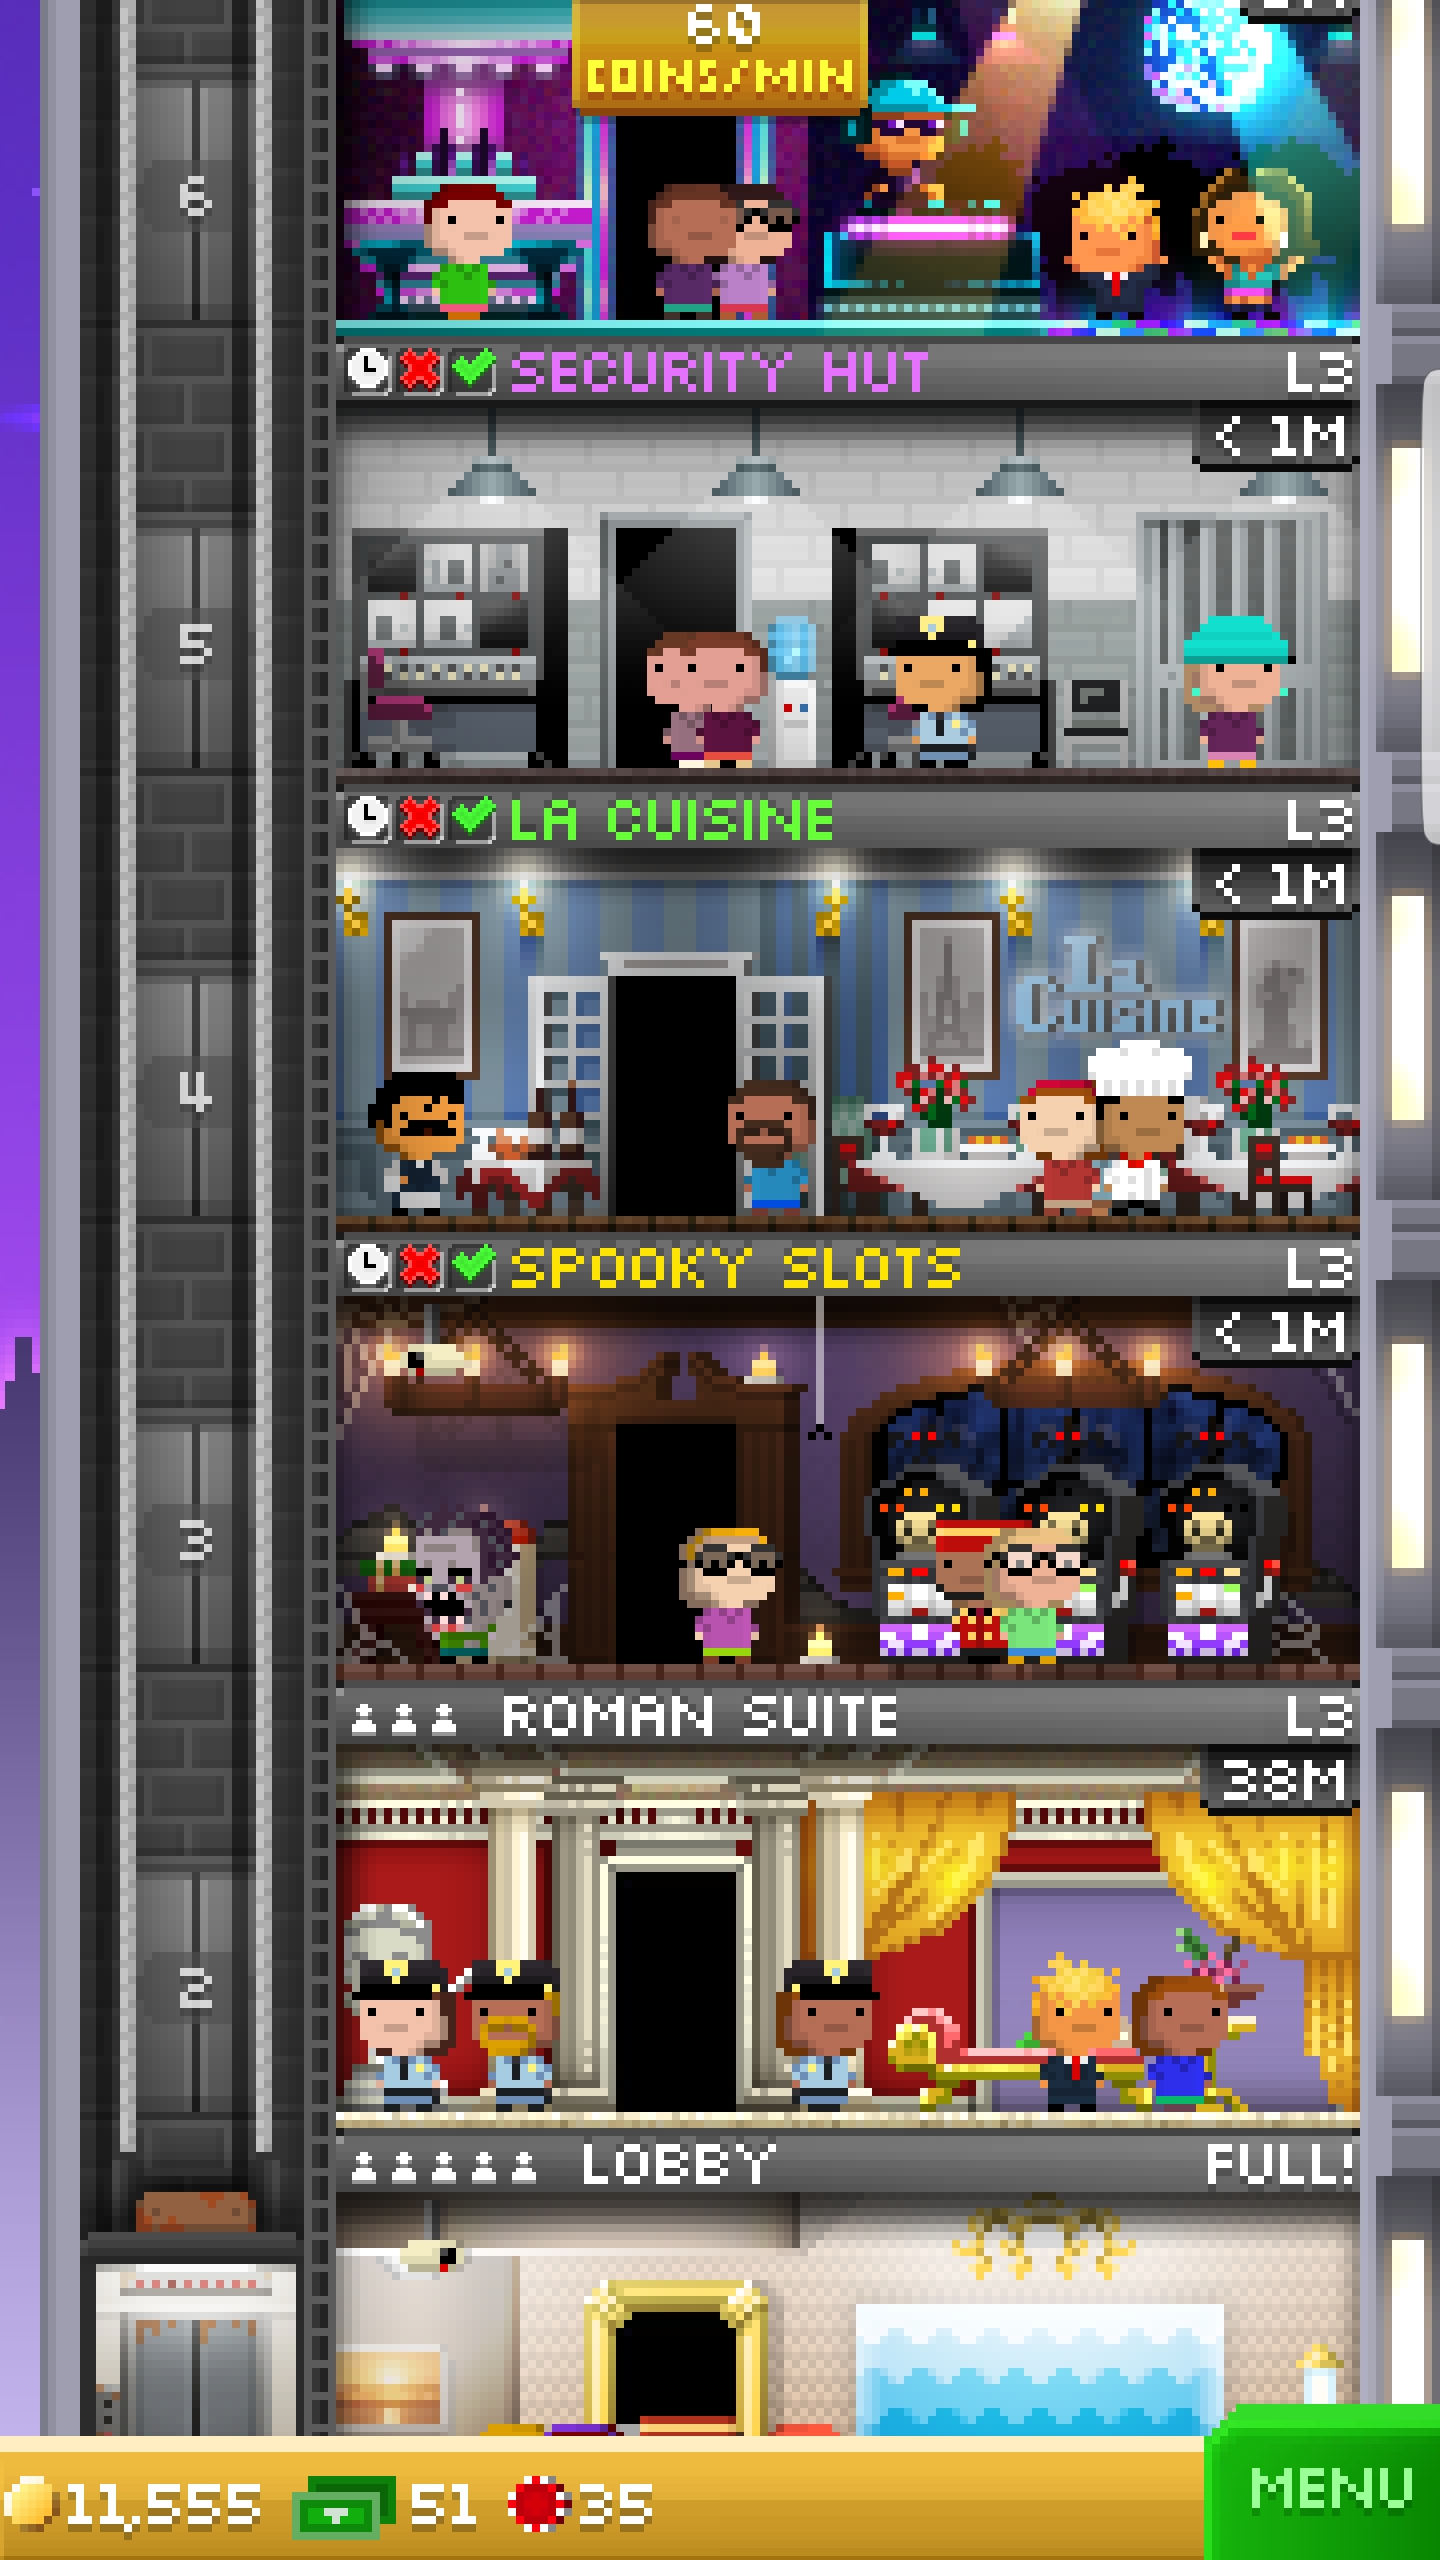 60
COINS/MIN
6
SECURITY HUT L3
< 1M
5
LA CUISINE L3
< 1M
La
Cuisine
4
SPOOKY SLOTS L3
< 1M
3
ROMAN SUITE L3
38M
2
LOBBY FULL!
11,555 51 35
MENU